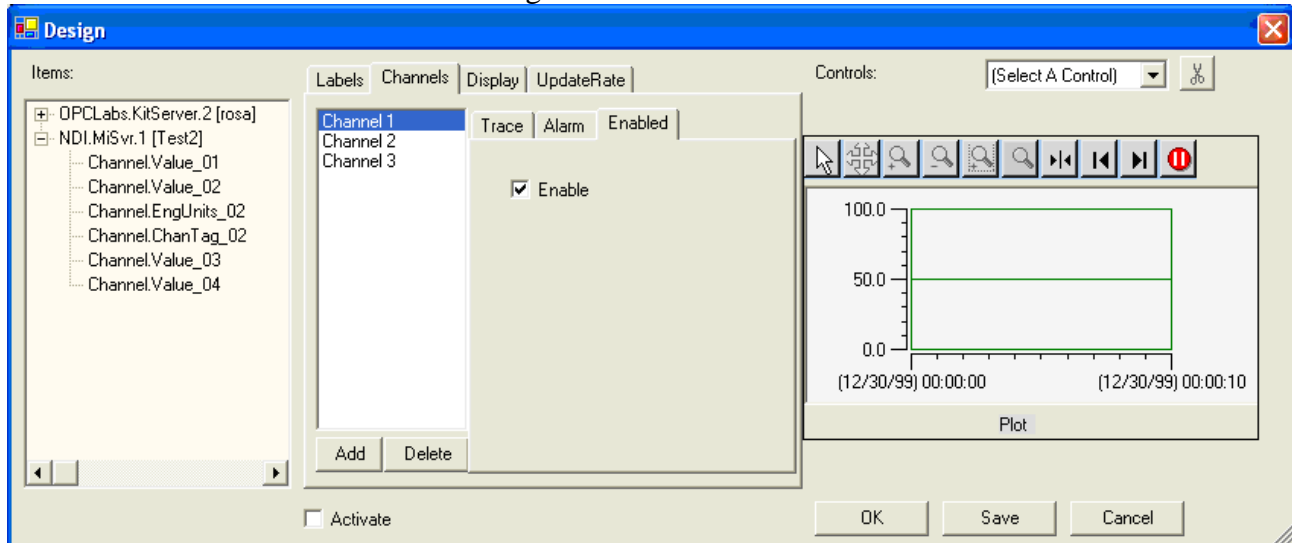 Design
Items:
OPCLabs.KitServer.2 [rosa]
NDI.MiSvr.1 [Test2]
Channel.Value_01
Channel.Value_02
Channel.EngUnits_02
Channel.ChanTag_02
Channel.Value_03
Channel.Value_04
Labels Channels Display UpdateRate
Channel 1
Channel 2
Channel 3
Add Delete
Trace Alarm Enabled
Enable
Activate
Controls: (Select A Control)
100.0
50.0
0.0
(12/30/99) 00:00:00 (12/30/99) 00:00:10
Plot
OK Save Cancel